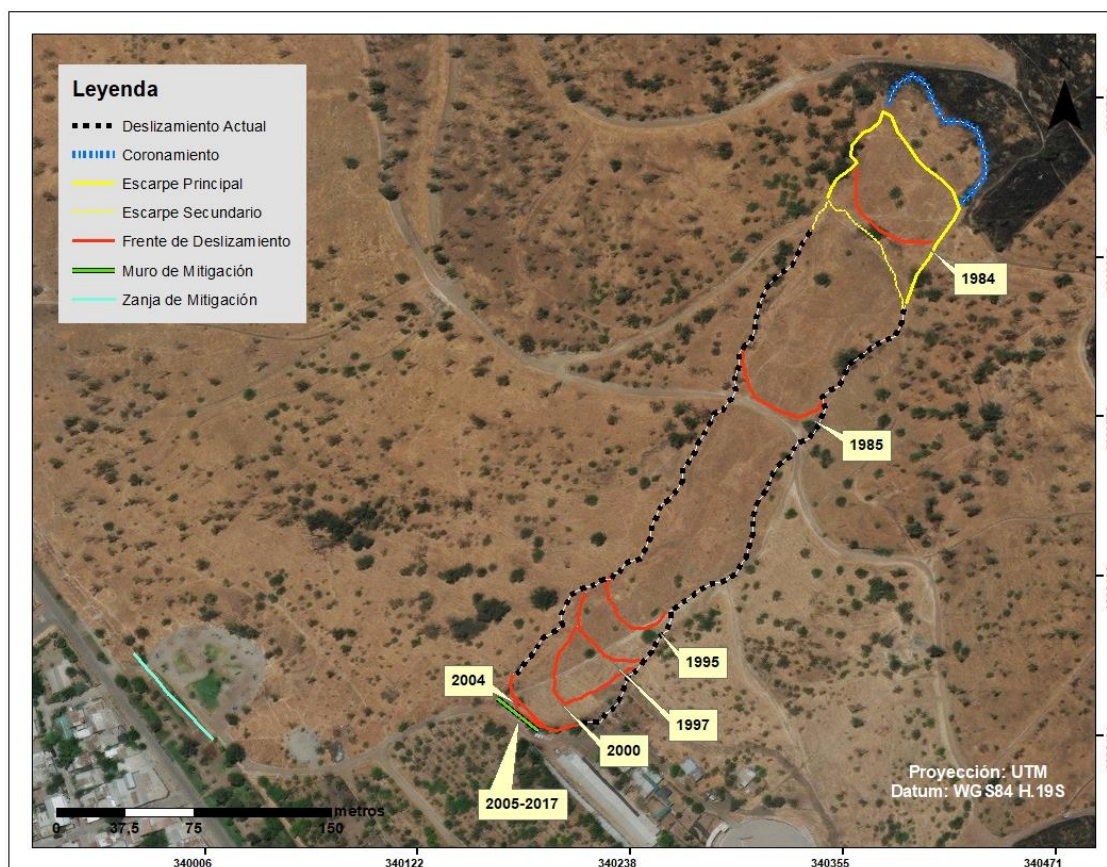 Leyenda
Deslizamiento Actual
Coronamiento
Escarpe Principal
Escarpe Secundario
Frente de Deslizamiento
Muro de Mitigación
Zanja de Mitigación
1984
1985
1995
1997
2004
2000
2005-2017
Proyección: UTM
Datum: WGS84 H.19S
metros
0 37,5 75 150
340006 340122 340238 340355 340471